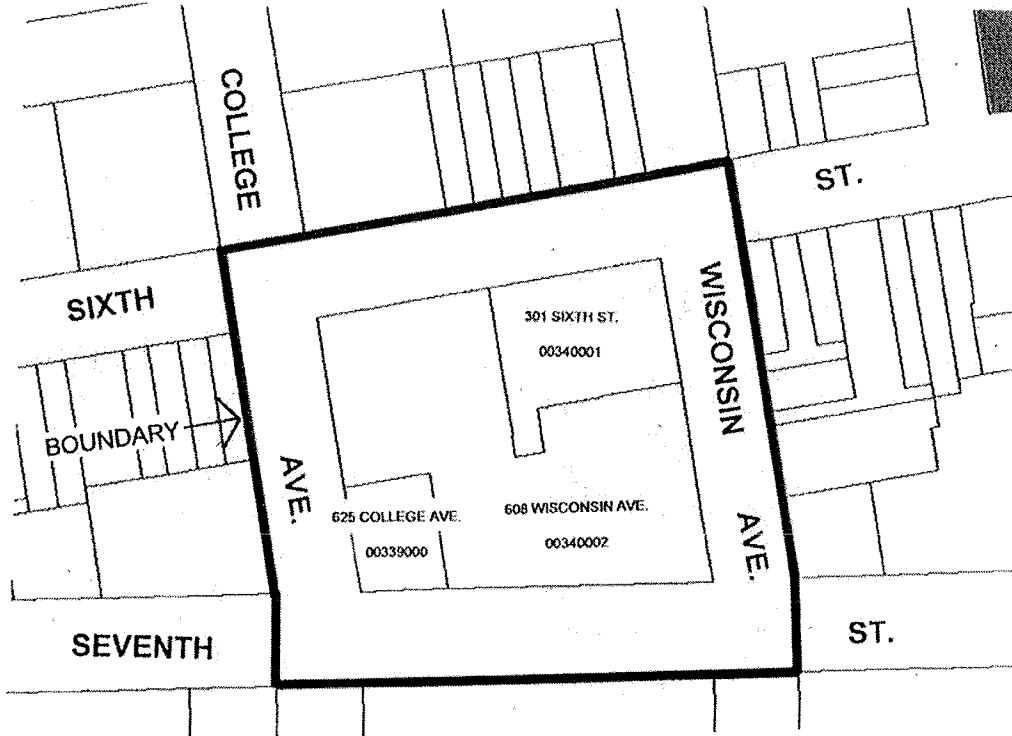 COLLEGE
ST.
SIXTH
WISCONSIN
301 SIXTH ST.
00340001
BOUNDARY
AVE.
625 COLLEGE AVE.
00339000
608 WISCONSIN AVE.
00340002
AVE.
SEVENTH
ST.